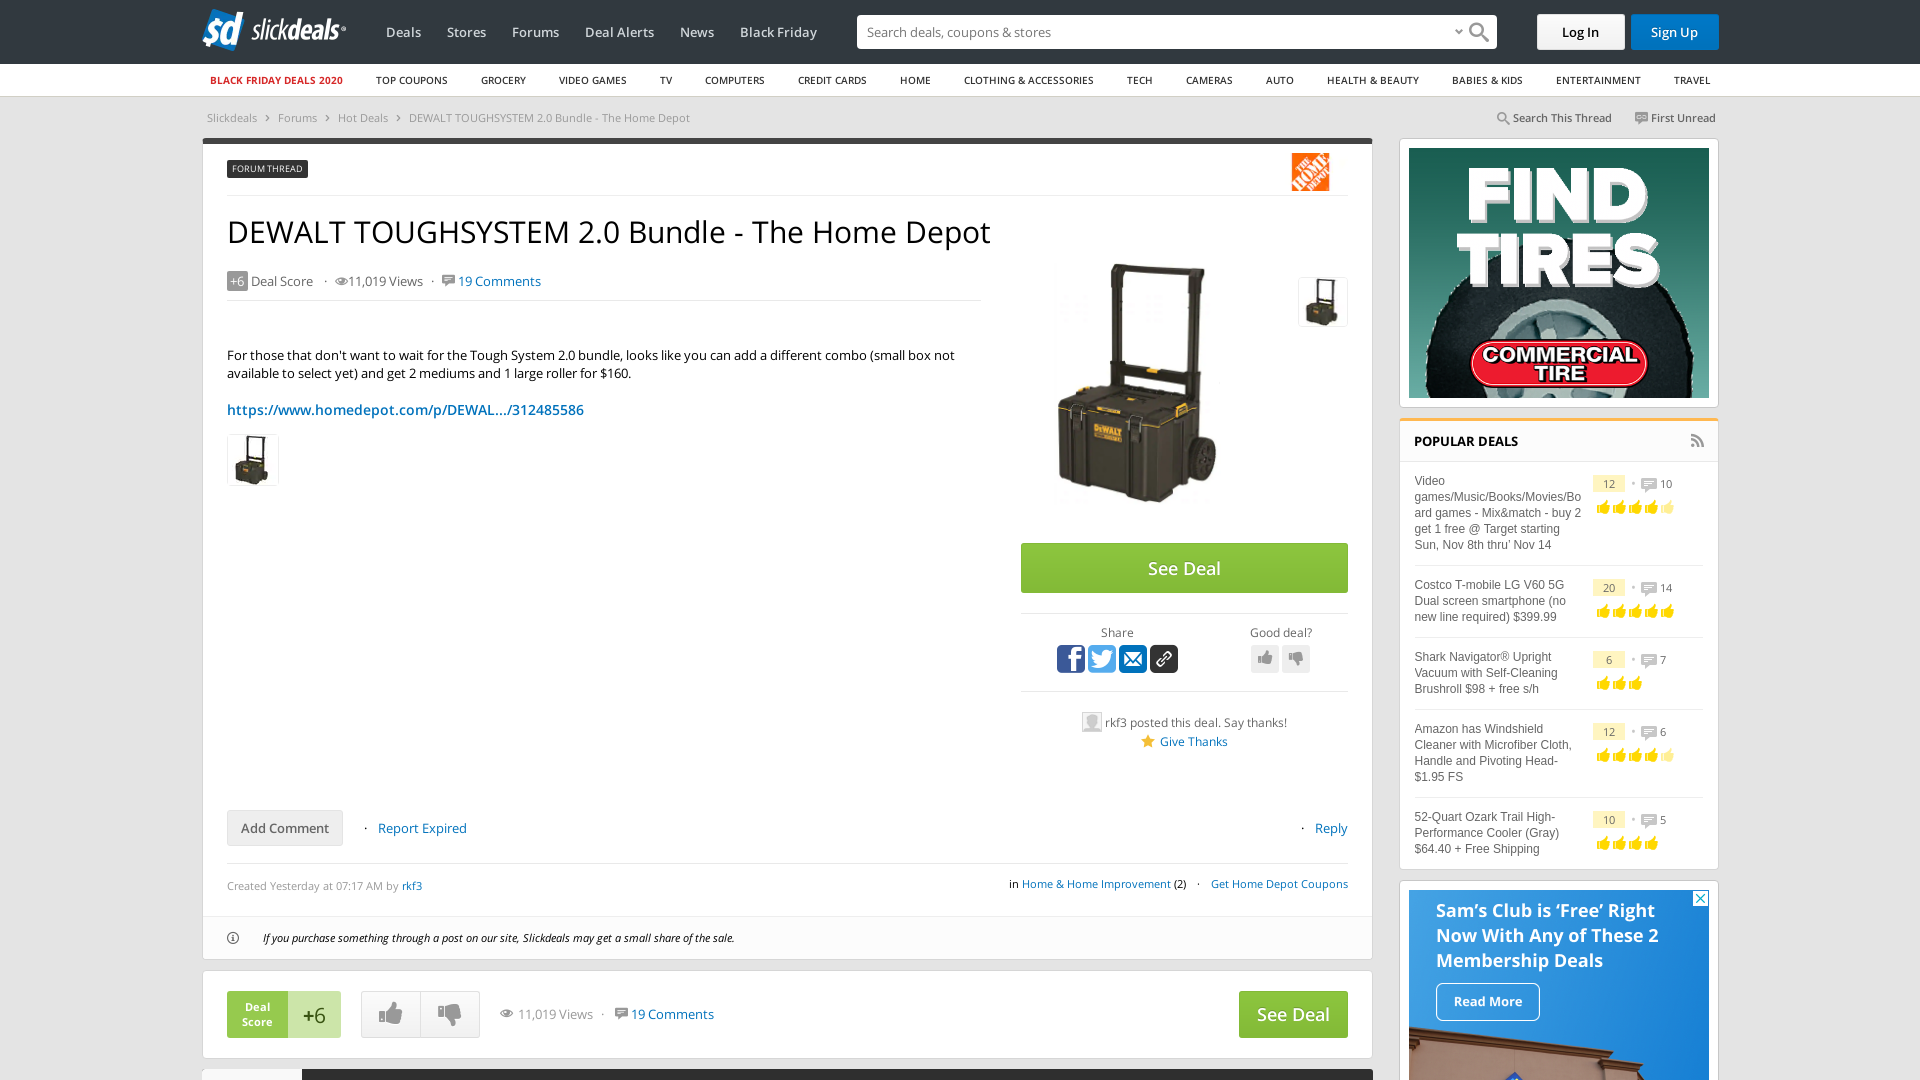 slickdeals
Deals
Stores
Forums
Deal Alerts
News
Black Friday
Search deals, coupons & stores
Log In
Sign Up
BLACK FRIDAY DEALS 2020
TOP COUPONS
GROCERY
VIDEO GAMES
TV
COMPUTERS
CREDIT CARDS
HOME
CLOTHING & ACCESSORIES
TECH
CAMERAS
AUTO
HEALTH & BEAUTY
BABIES & KIDS
ENTERTAINMENT
TRAVEL
Slickdeals > Forums > Hot Deals > DEWALT TOUGHSYSTEM 2.0 Bundle - The Home Depot
Search This Thread
First Unread
FORUM THREAD
THE HOME DEPOT
DEWALT TOUGHSYSTEM 2.0 Bundle - The Home Depot
+6 Deal Score · 11,019 Views · 19 Comments
For those that don't want to wait for the Tough System 2.0 bundle, looks like you can add a different combo (small box not
available to select yet) and get 2 mediums and 1 large roller for $160.
https://www.homedepot.com/p/DEWAL.../312485586
DEWALT
See Deal
Share
Good deal?
rkf3 posted this deal. Say thanks!
Give Thanks
Add Comment
· Report Expired
· Reply
Created Yesterday at 07:17 AM by rkf3
in Home & Home Improvement (2) · Get Home Depot Coupons
If you purchase something through a post on our site, Slickdeals may get a small share of the sale.
Deal
Score
+6
11,019 Views · 19 Comments
See Deal
FIND
TIRES
COMMERCIAL
TIRE
POPULAR DEALS
Video
games/Music/Books/Movies/Bo
ard games - Mix&match - buy 2
get 1 free @ Target starting
Sun, Nov 8th thru’ Nov 14
12 • 10
Costco T-mobile LG V60 5G
Dual screen smartphone (no
new line required) $399.99
20 • 14
Shark Navigator® Upright
Vacuum with Self-Cleaning
Brushroll $98 + free s/h
6 • 7
Amazon has Windshield
Cleaner with Microfiber Cloth,
Handle and Pivoting Head-
$1.95 FS
12 • 6
52-Quart Ozark Trail High-
Performance Cooler (Gray)
$64.40 + Free Shipping
10 • 5
Sam’s Club is ‘Free’ Right
Now With Any of These 2
Membership Deals
Read More